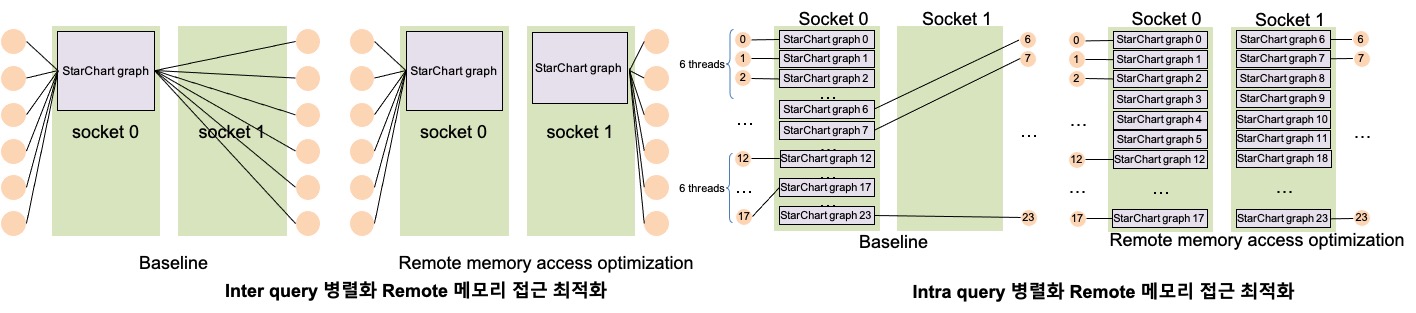 StarChart graph
socket 0
socket 1
Baseline
StarChart graph
StarChart graph
socket 0
socket 1
Remote memory access optimization
Inter query 병렬화 Remote 메모리 접근 최적화
Socket 0
Socket 1
6 threads
0
StarChart graph 0
6
1
StarChart graph 1
7
2
StarChart graph 2
...
StarChart graph 6
...
StarChart graph 7
...
...
6 threads
12
StarChart graph 12
...
...
StarChart graph 17
...
17
StarChart graph 23
23
Baseline
Socket 0
Socket 1
0
StarChart graph 0
StarChart graph 6
6
1
StarChart graph 1
StarChart graph 7
7
2
StarChart graph 2
StarChart graph 8
StarChart graph 3
StarChart graph 9
...
StarChart graph 4
StarChart graph 10
StarChart graph 5
StarChart graph 11
...
12
StarChart graph 12
StarChart graph 18
...
...
...
17
StarChart graph 17
StarChart graph 23
23
Remote memory access optimization
Intra query 병렬화 Remote 메모리 접근 최적화